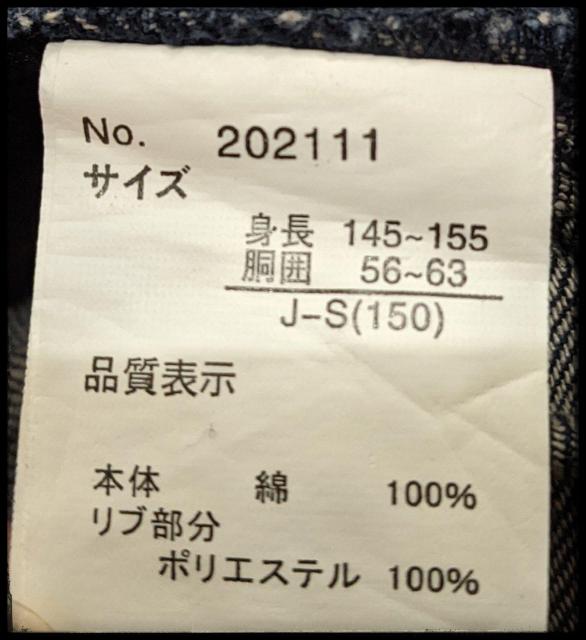 No. 202111
サイズ
身長 145~155
胴囲 56~63
J-S(150)
品質表示
本体 綿 100%
リブ部分
ポリエステル 100%